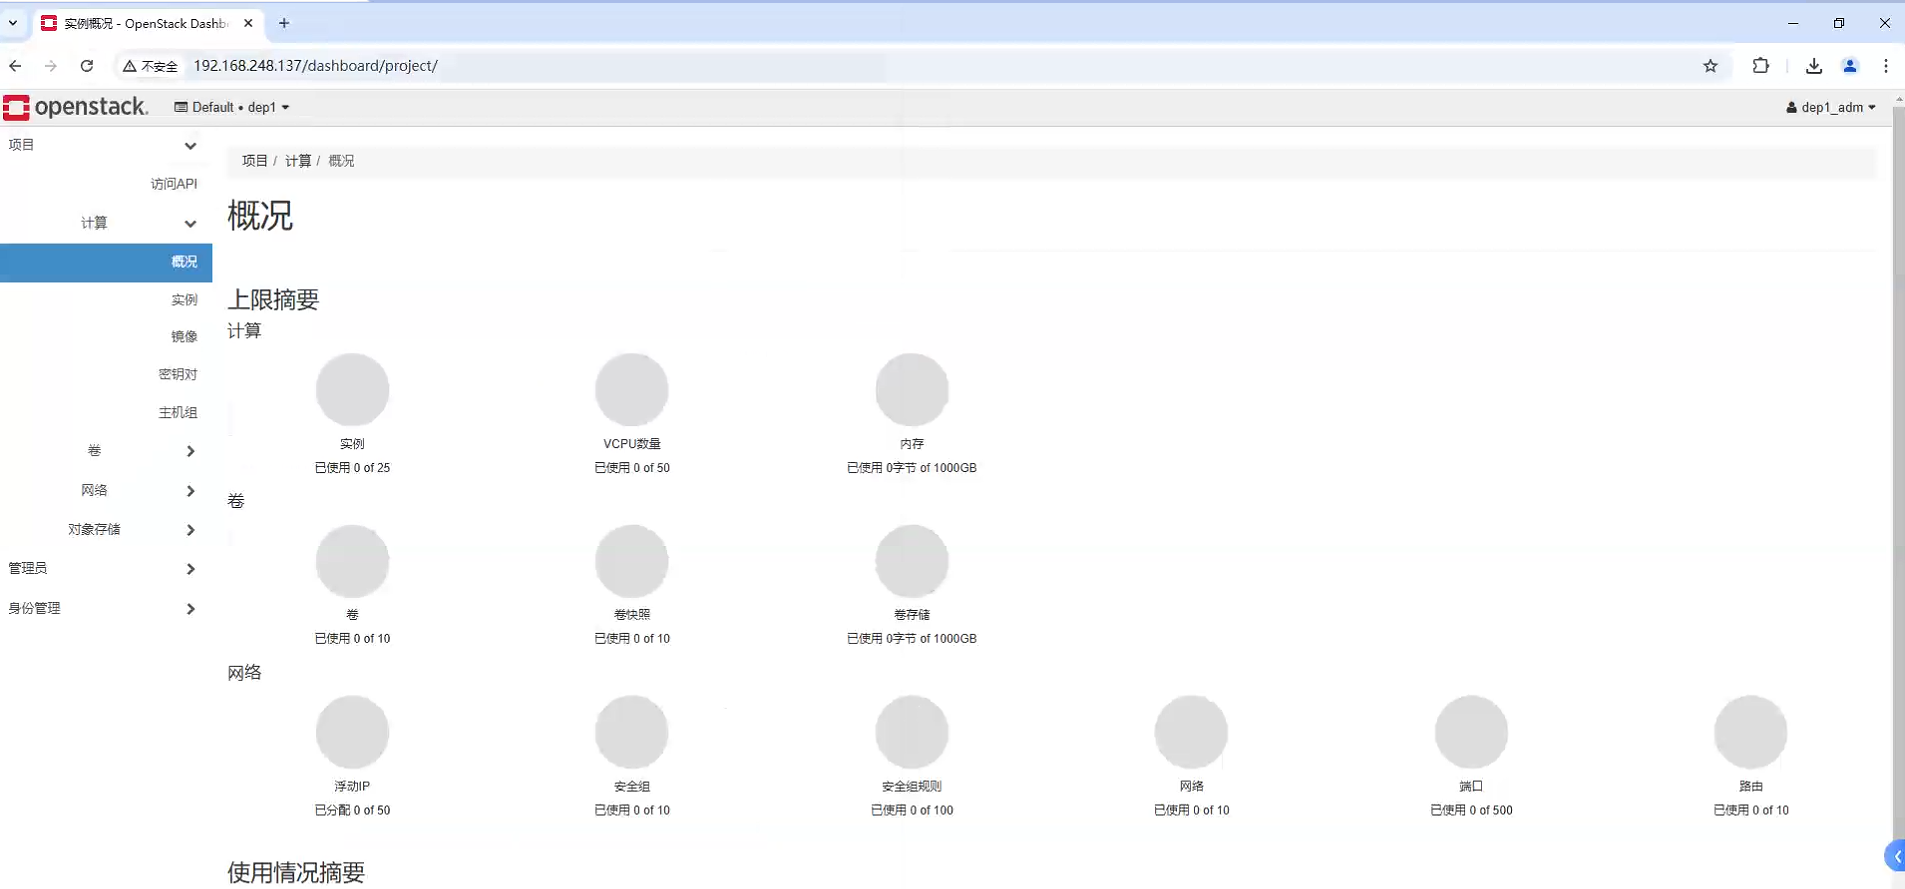 实例概况 - OpenStack Dashb
不安全
192.168.248.137/dashboard/project/
openstack.
Default • dep1
dep1_adm
项目
访问API
计算
概况
实例
镜像
密钥对
主机组
卷
网络
对象存储
管理员
身份管理
项目 / 计算 / 概况
概况
上限摘要
计算
实例
已使用 0 of 25
VCPU数量
已使用 0 of 50
内存
已使用 0字节 of 1000GB
卷
卷
已使用 0 of 10
卷快照
已使用 0 of 10
卷存储
已使用 0字节 of 1000GB
网络
浮动IP
已分配 0 of 50
安全组
已使用 0 of 10
安全组规则
已使用 0 of 100
网络
已使用 0 of 10
端口
已使用 0 of 500
路由
已使用 0 of 10
使用情况摘要